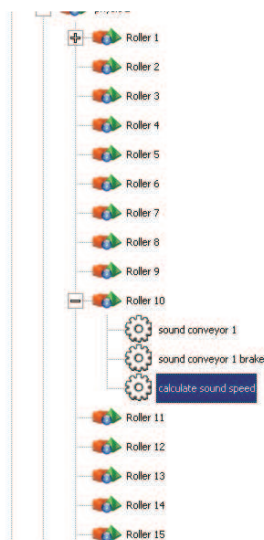 Roller 1
Roller 2
Roller 3
Roller 4
Roller 5
Roller 6
Roller 7
Roller 8
Roller 9
Roller 10
sound conveyor 1
sound conveyor 1 brake
calculate sound speed
Roller 11
Roller 12
Roller 13
Roller 14
Roller 15